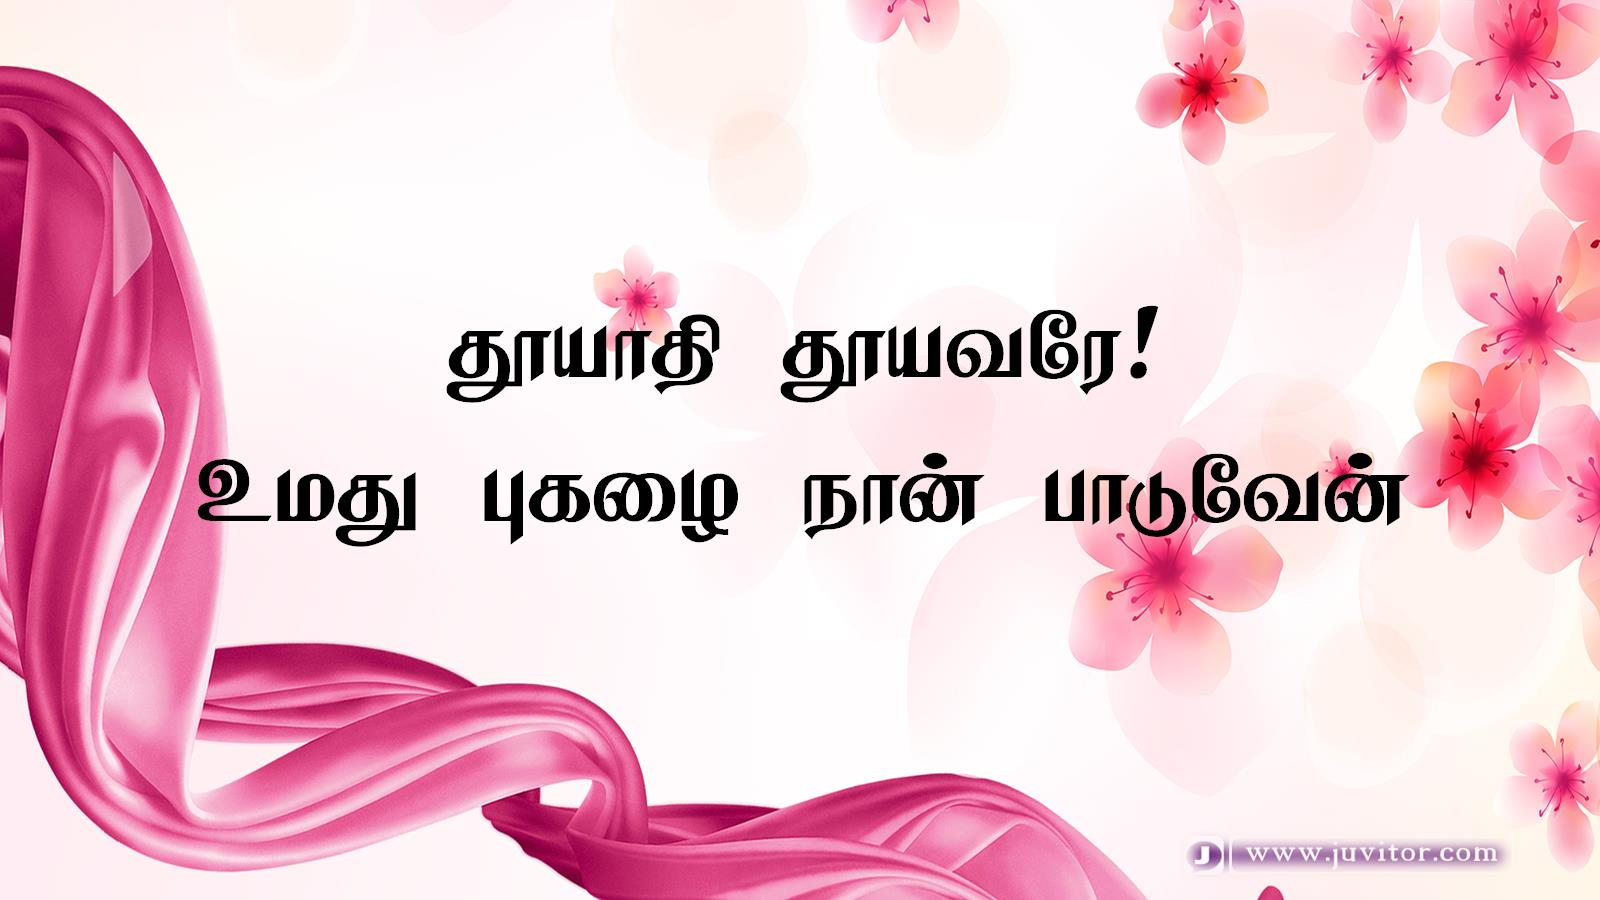 தூயாதி தூயவரே!
உமது புகழை நான் பாடுவேன்
J www.juvitor.com